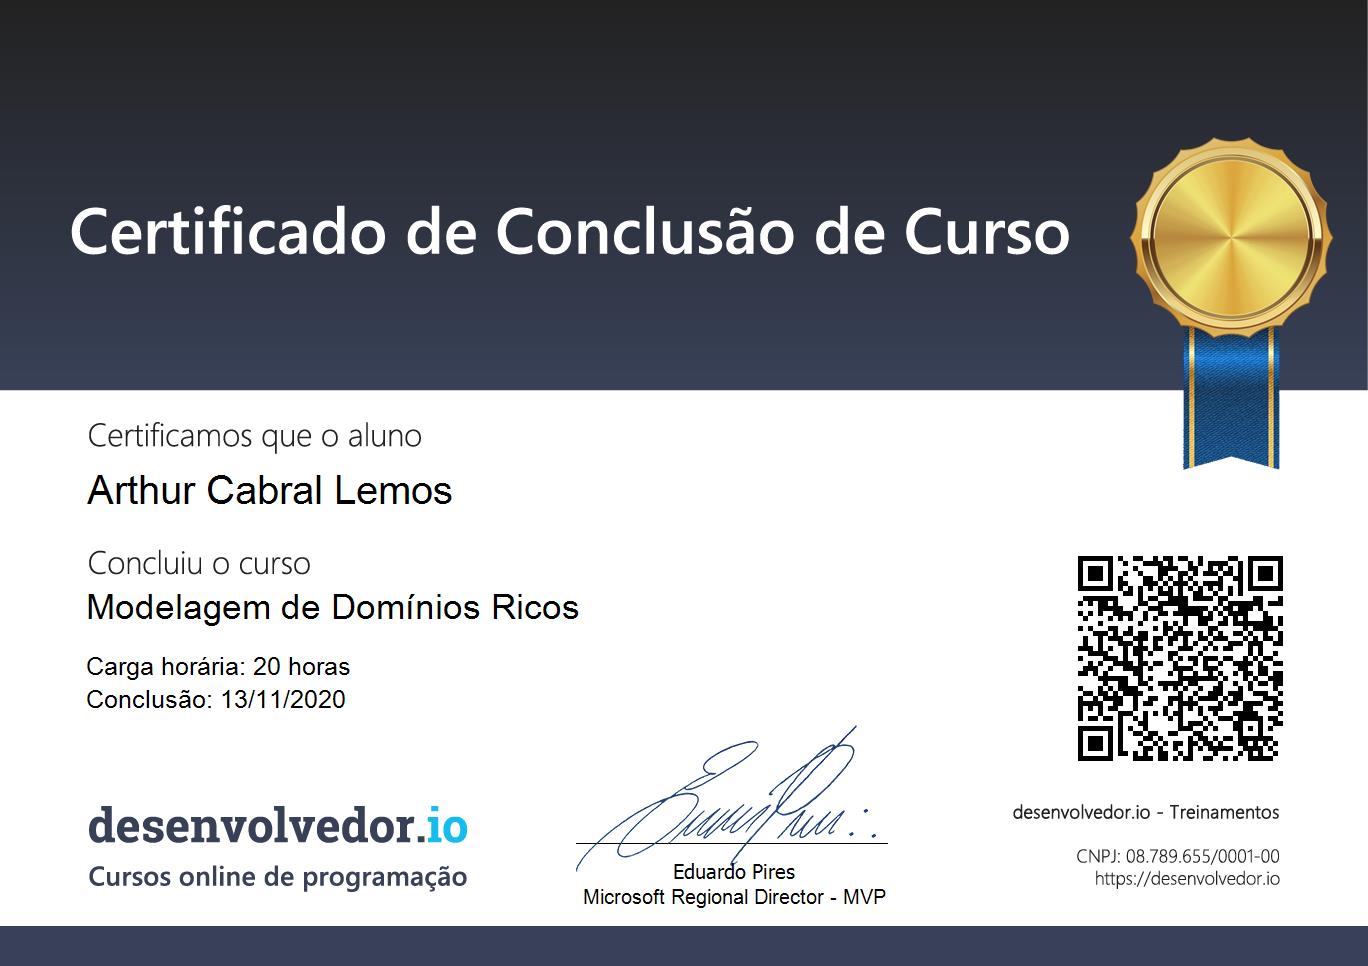 Certificado de Conclusão de Curso
Certificamos que o aluno
Arthur Cabral Lemos
Concluiu o curso
Modelagem de Domínios Ricos
Carga horária: 20 horas
Conclusão: 13/11/2020
desenvolvedor.io
Cursos online de programação
Eduardo Pires
Microsoft Regional Director - MVP
desenvolvedor.io - Treinamentos
CNPJ: 08.789.655/0001-00
https://desenvolvedor.io